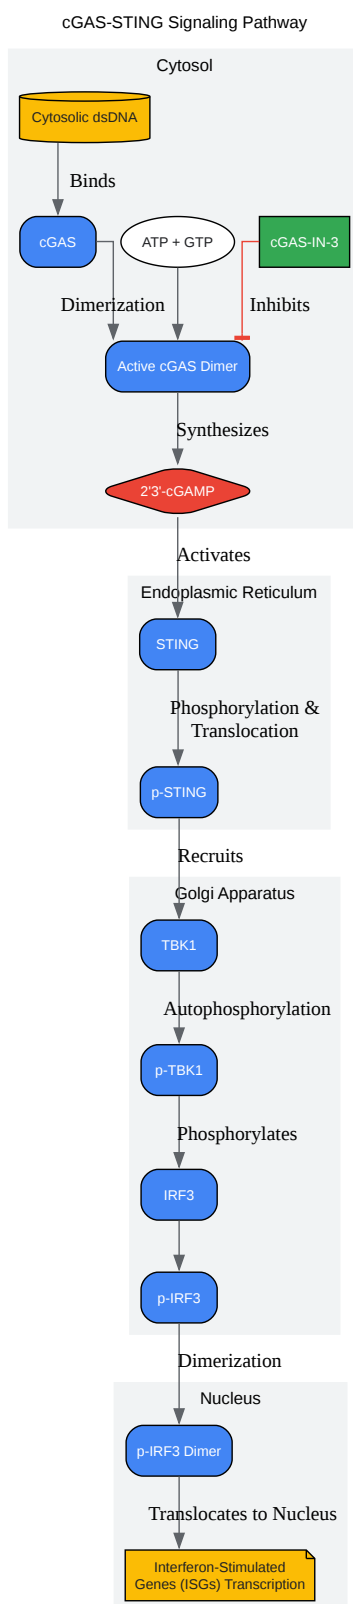 cGAS-STING Signaling Pathway
Cytosol
Cytosolic dsDNA
Binds
cGAS
ATP + GTP
cGAS-IN-3
Dimerization
Inhibits
Active cGAS Dimer
Synthesizes
2'3'-cGAMP
Activates
Endoplasmic Reticulum
STING
Phosphorylation &
Translocation
p-STING
Recruits
Golgi Apparatus
TBK1
Autophosphorylation
p-TBK1
Phosphorylates
IRF3
p-IRF3
Dimerization
Nucleus
p-IRF3 Dimer
Translocates to Nucleus
Interferon-Stimulated
Genes (ISGs) Transcription